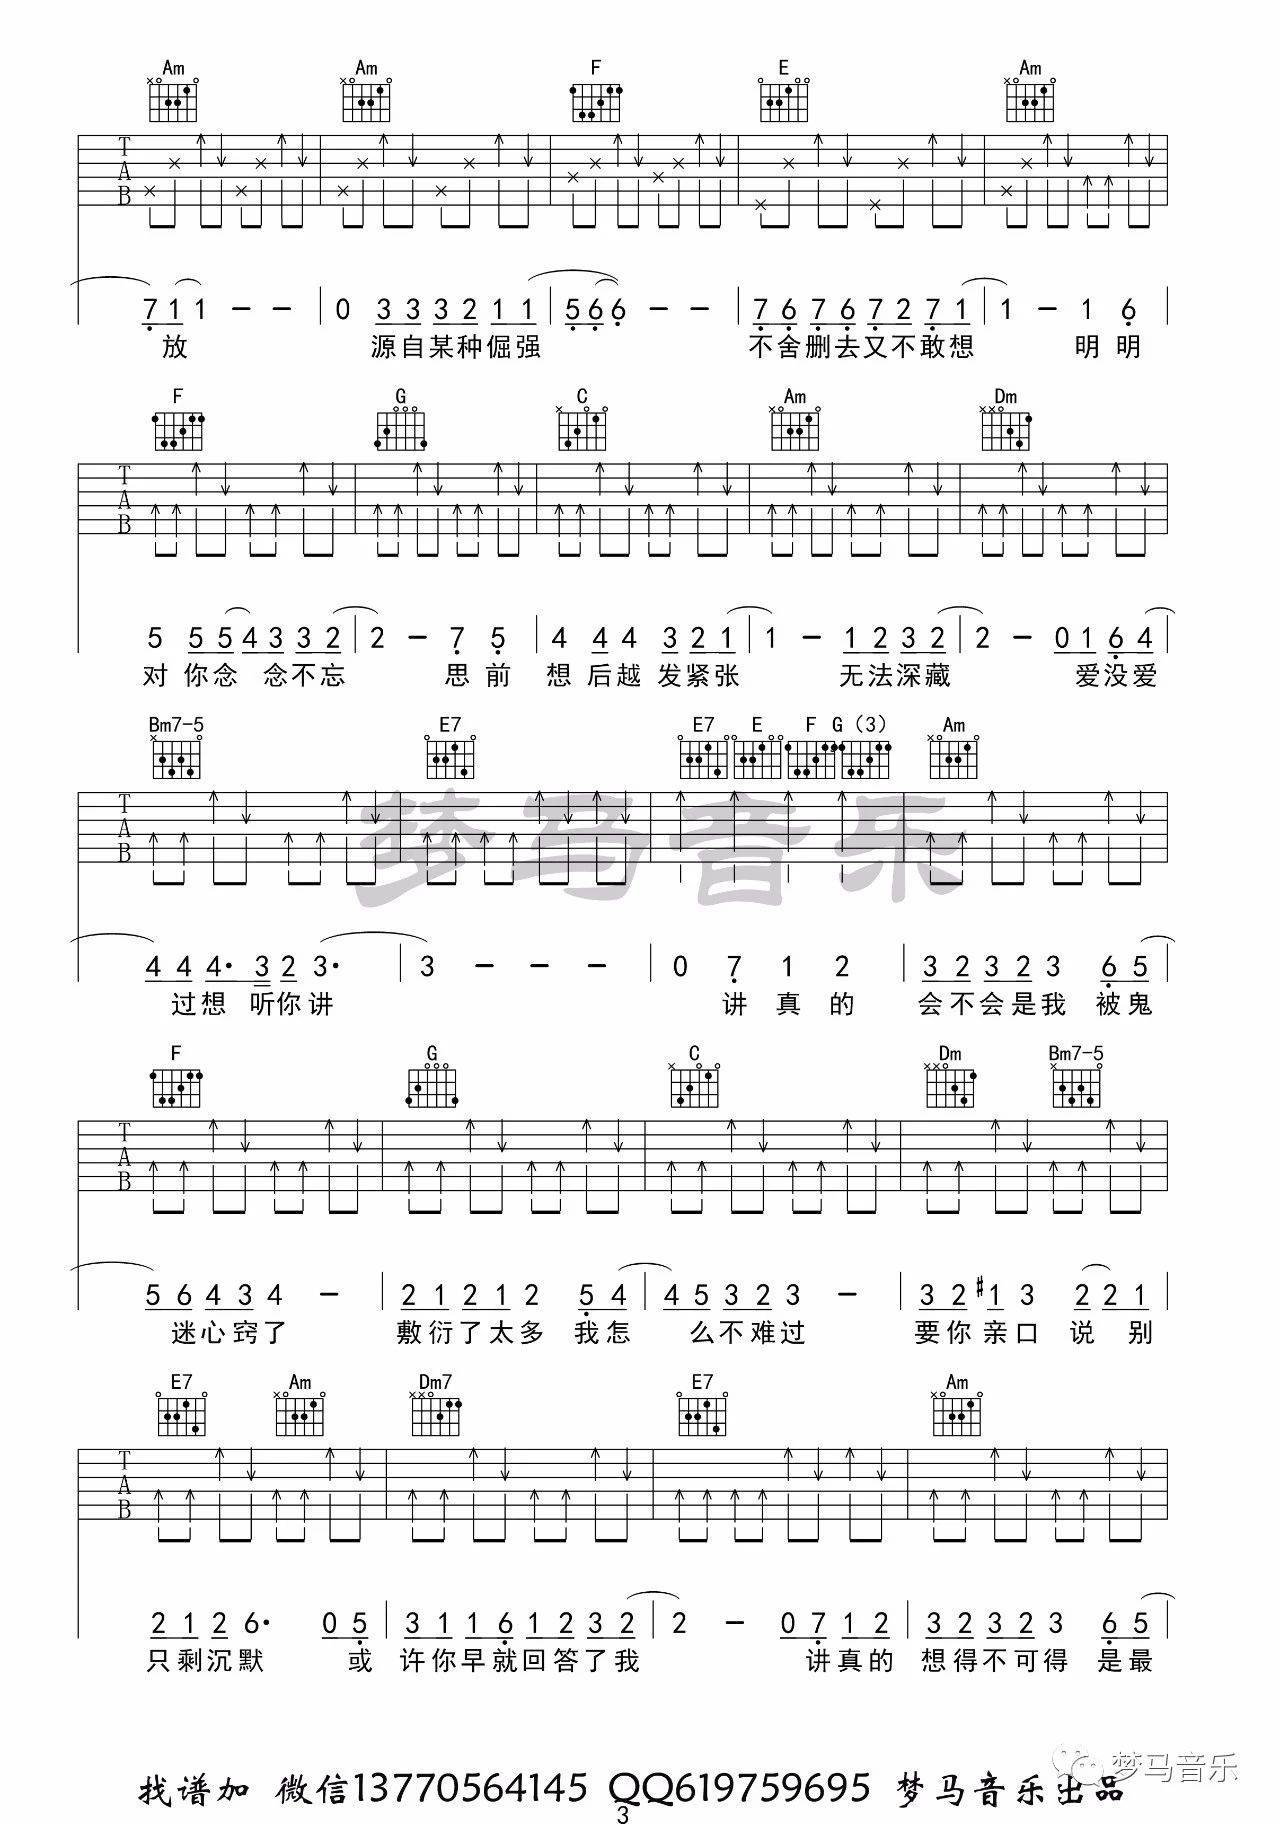 Am Am F E Am
T A B
7 1 1 - - 0 3 3 3 2 1 1 5 6 6 - - 7 6 7 6 7 2 7 1 1 - 1 6
放 源自某种倔强 不舍删去又不敢想 明明
F G C Am Dm
T A B
5 5 5 4 3 3 2 2 - 7 5 4 4 4 3 2 1 1 - 1 2 3 2 2 - 0 1 6 4
对 你念 念不忘 思 前 想 后越 发紧张 无法深藏 爱没爱
Bm7-5 E7 E7 E F G（3） Am
T A B
梦马音乐
4 4 4· 3 2 3· 3 - - - 0 7 1 2 3 2 3 2 3 6 5
过想 听你讲 讲 真 的 会不会是我 被鬼
F G C Dm Bm7-5
T A B
5 6 4 3 4 - 2 1 2 1 2 5 4 4 5 3 2 3 - 3 2 #1 3 2 2 1
迷心窍了 敷衍了太多 我怎 么不难过 要你亲口 说 别
E7 Am Dm7 E7 Am
T A B
2 1 2 6· 0 5 3 1 1 6 1 2 3 2 2 - 0 7 1 2 3 2 3 2 3 6 5
只剩沉默 或 许你早就回答了我 讲真的 想得不可得 是最
梦马音乐
找谱加 微信13770564145 QQ619759695 梦马音乐出品
3